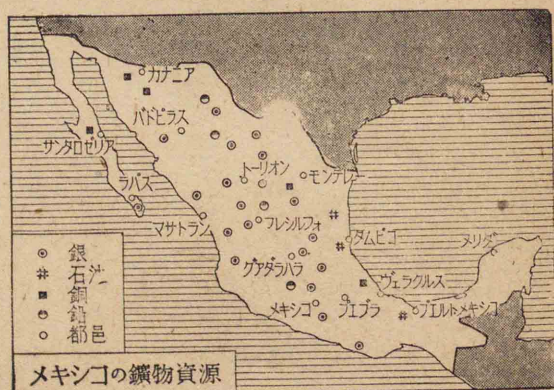 カナニア
パドピラス
サンタロゼリア
トーリオン
モンテレー
ラパス
マサトラン
フレシルフォ
タムピコ
メリダ
グアダラハラ
ヴェラクルス
メキシコ
プエブラ
プエルトメキシコ
銀
石油
銅
鉛
都邑
メキシコの鑛物資源